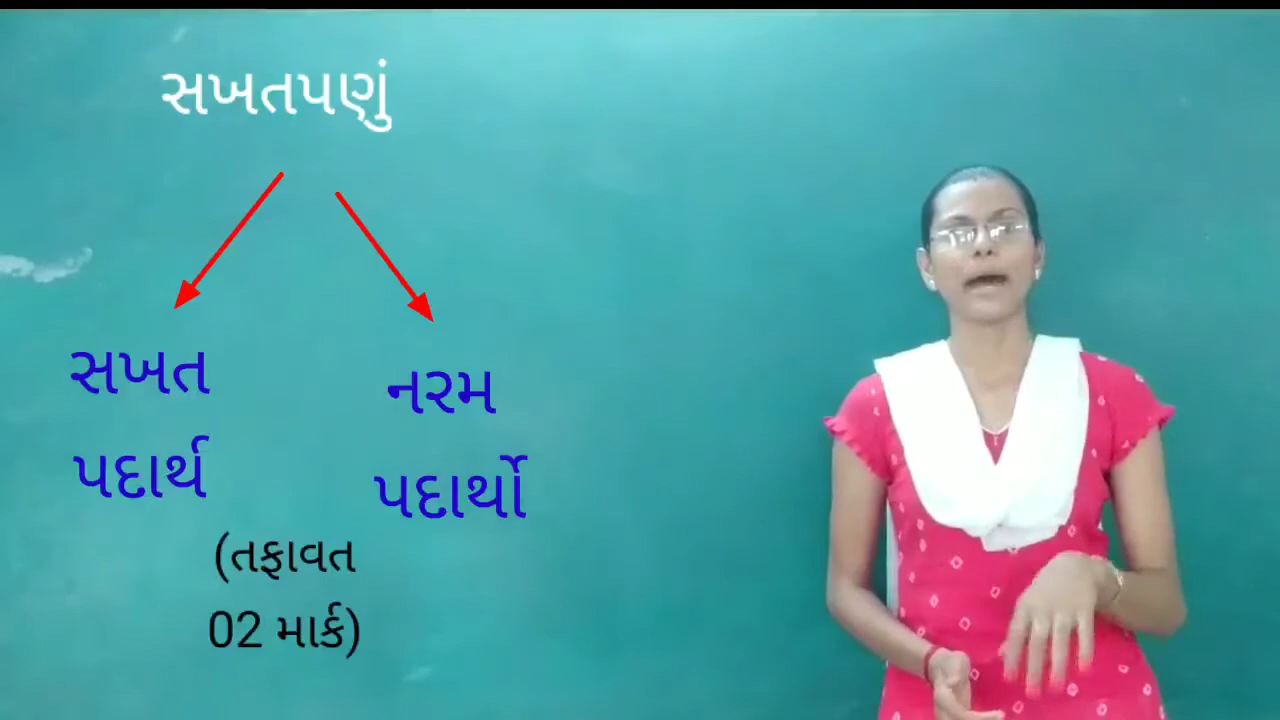 સખતપણું
સખત
પદાર્થ
નરમ
પદાર્થો
(તફાવત
02 માર્ક)